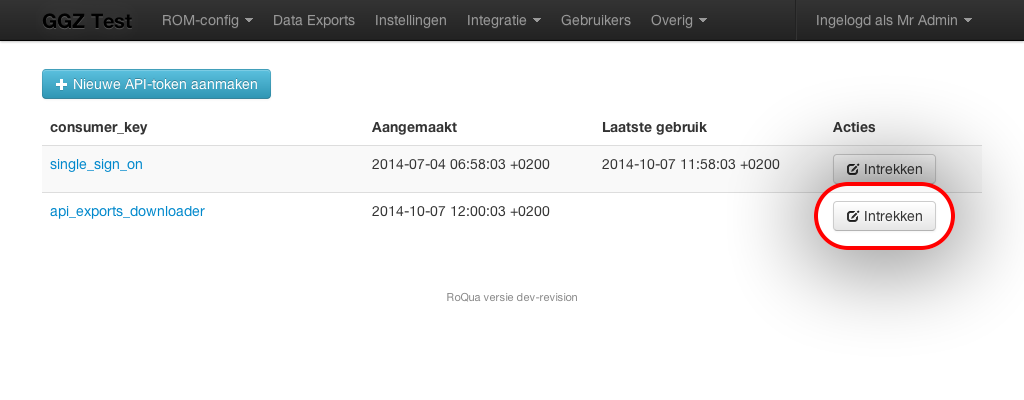 GGZ Test ROM-config Data Exports Instellingen Integratie Gebruikers Overig Ingelogd als Mr Admin
Nieuwe API-token aanmaken
consumer_key Aangemaakt Laatste gebruik Acties
single_sign_on 2014-07-04 06:58:03 +0200 2014-10-07 11:58:03 +0200 Intrekken
api_exports_downloader 2014-10-07 12:00:03 +0200 Intrekken
RoQua versie dev-revision